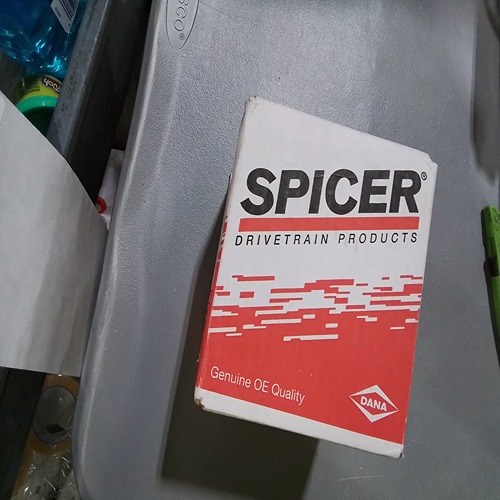 SPICER®
DRIVETRAIN PRODUCTS
Genuine OE Quality
DANA